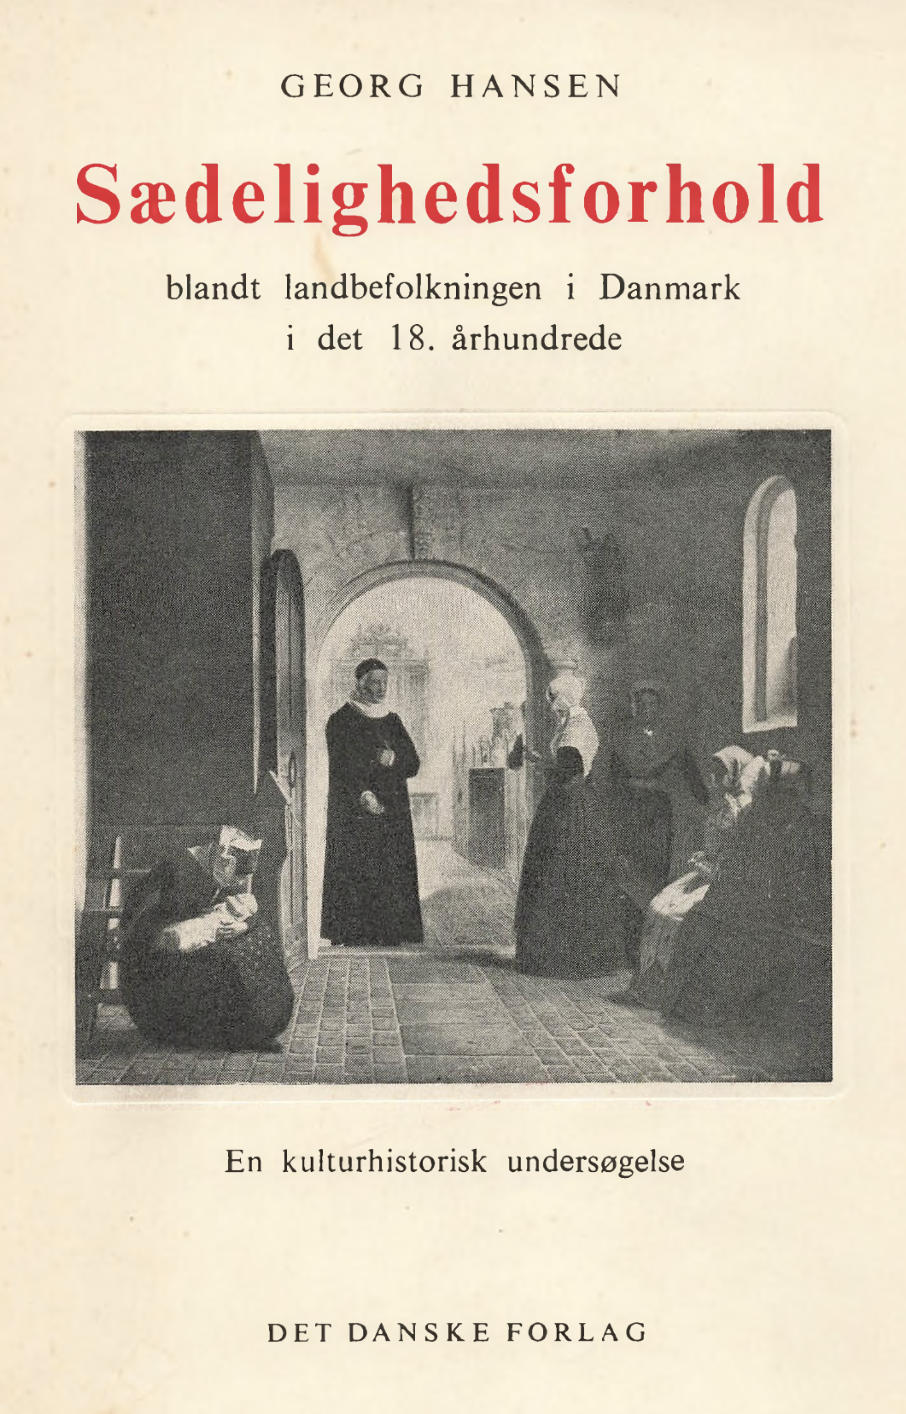 GEORG HANSEN
Sædelighedsforhold
blandt landbefolkningen i Danmark
i det 18. århundrede
En kulturhistorisk undersøgelse
DET DANSKE FORLAG